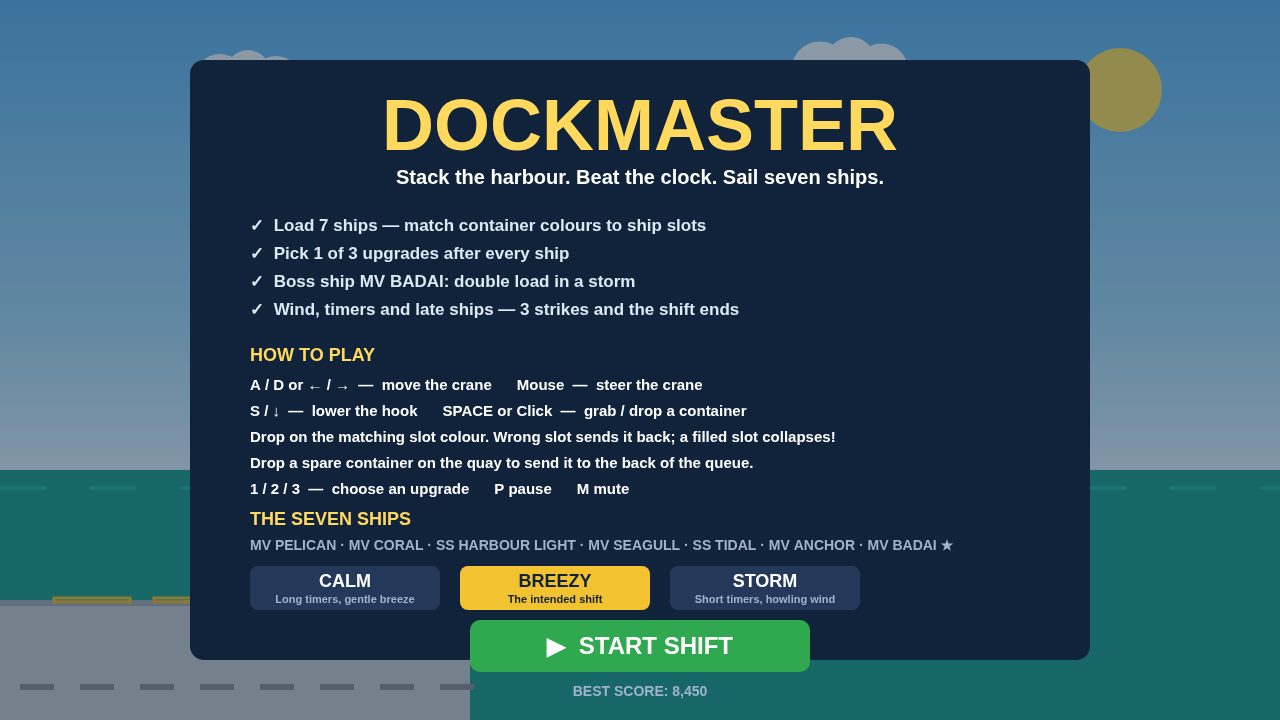 DOCKMASTER
Stack the harbour. Beat the clock. Sail seven ships.
✓ Load 7 ships — match container colours to ship slots
✓ Pick 1 of 3 upgrades after every ship
✓ Boss ship MV BADAI: double load in a storm
✓ Wind, timers and late ships — 3 strikes and the shift ends
HOW TO PLAY
A / D or ← / → — move the crane Mouse — steer the crane
S / ↓ — lower the hook SPACE or Click — grab / drop a container
Drop on the matching slot colour. Wrong slot sends it back; a filled slot collapses!
Drop a spare container on the quay to send it to the back of the queue.
1 / 2 / 3 — choose an upgrade P pause M mute
THE SEVEN SHIPS
MV PELICAN · MV CORAL · SS HARBOUR LIGHT · MV SEAGULL · SS TIDAL · MV ANCHOR · MV BADAI ★
CALM BREEZY STORM
Long timers, gentle breeze The intended shift Short timers, howling wind
▶ START SHIFT
BEST SCORE: 8,450